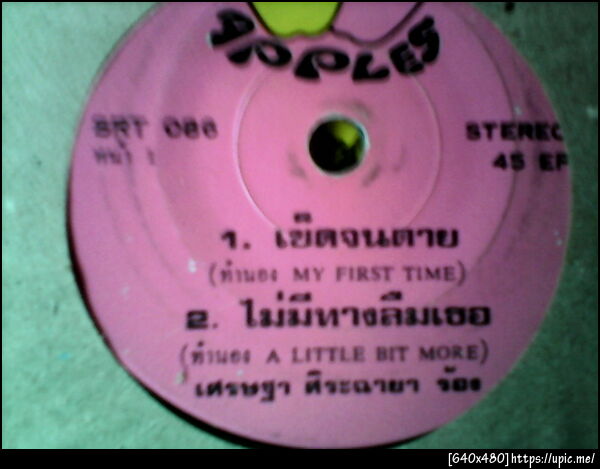 APPLES
SRT 086
หน้า 1
STEREO
45 EP
1. เข็ดจนตาย
(ทำนอง MY FIRST TIME)
2. ไม่มีทางลืมเธอ
(ทำนอง A LITTLE BIT MORE)
เศรษฐา ศิระฉายา ร้อง
[640x480]https://upic.me/